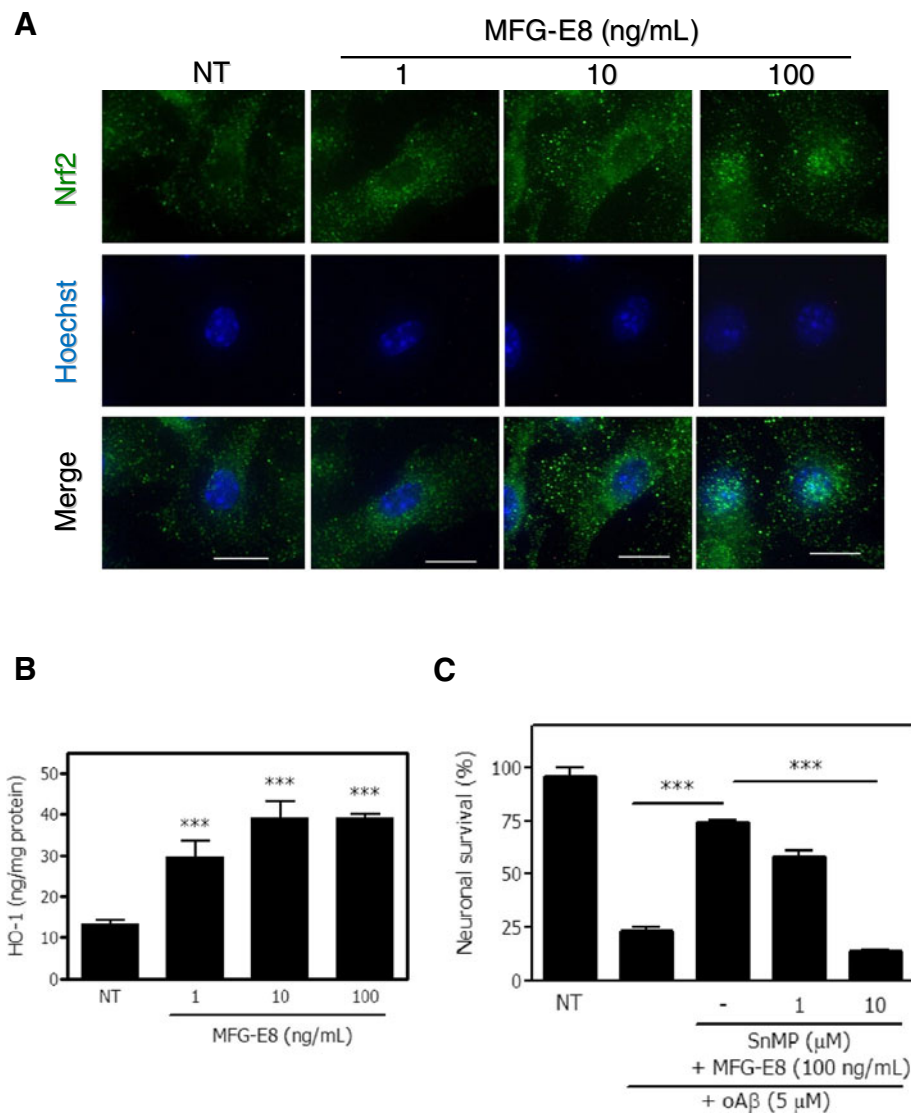 A
MFG-E8 (ng/mL)
NT 1 10 100
Nrf2
Hoechst
Merge
B
HO-1 (ng/mg protein)
50
40
30
20
10
0
*** *** ***
NT 1 10 100
MFG-E8 (ng/mL)
C
Neuronal survival (%)
100
75
50
25
0
*** ***
NT - 1 10
SnMP (μM)
+ MFG-E8 (100 ng/mL)
+ oAβ (5 μM)